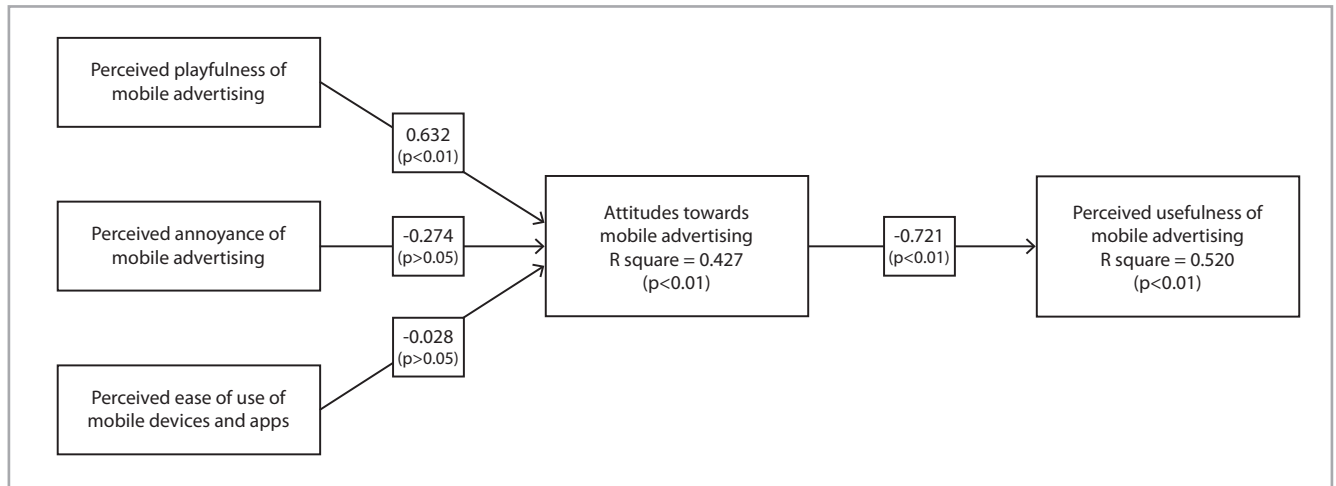 Perceived playfulness of
mobile advertising
0.632
(p<0.01)
Perceived annoyance of
mobile advertising
-0.274
(p>0.05)
Perceived ease of use of
mobile devices and apps
-0.028
(p>0.05)
Attitudes towards
mobile advertising
R square = 0.427
(p<0.01)
-0.721
(p<0.01)
Perceived usefulness of
mobile advertising
R square = 0.520
(p<0.01)